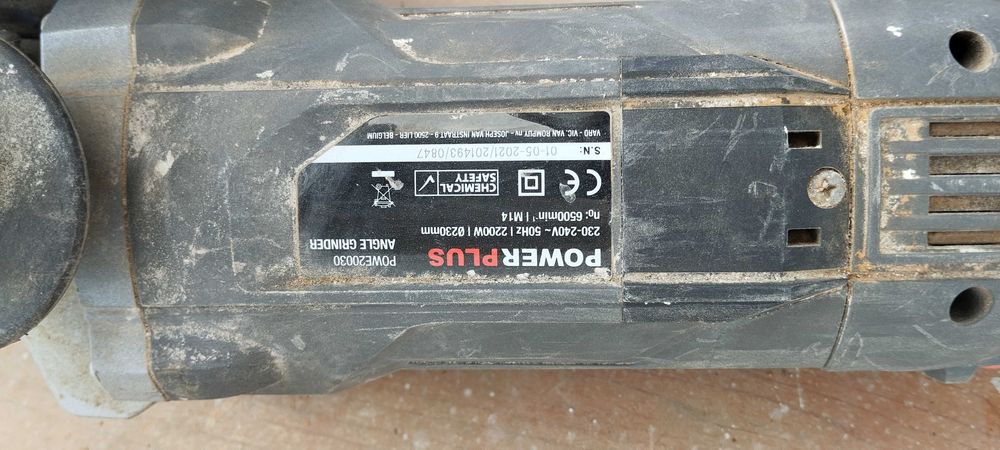 POWERPLUS
POWE20030
ANGLE GRINDER
230-240V~ 50Hz | 2200W | Ø230mm
n₀: 6500min⁻¹ | M14
CE
CHEMICAL SAFETY
S.N: 01-05-2021/201493/0847
VARO - VIC. VAN ROMPUY nv - JOSEPH VAN INSTRAAT 9 - 2500 LIER - BELGIUM